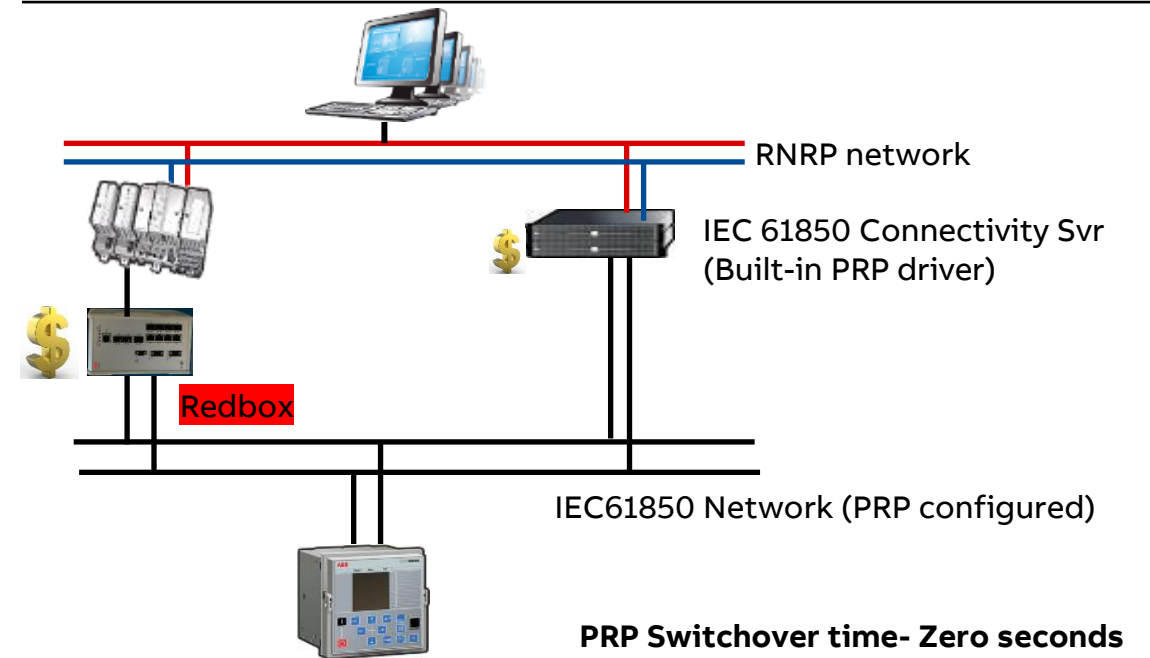 RNRP network
IEC 61850 Connectivity Svr
(Built-in PRP driver)
$
$
Redbox
IEC61850 Network (PRP configured)
ABB
PRP Switchover time- Zero seconds